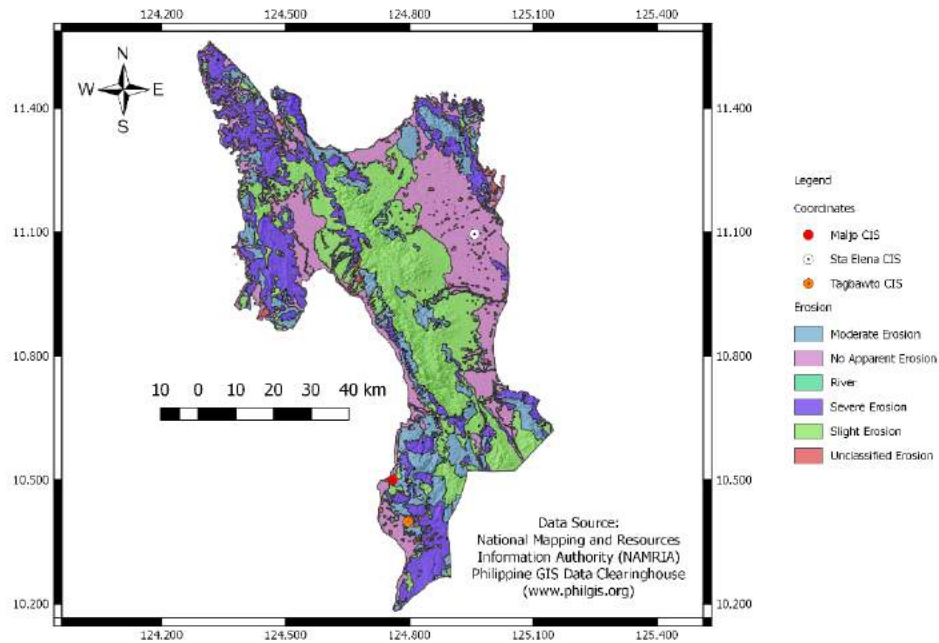 124.200 124.500 124.800 125.100 125.400
N
W E
S
11.400 11.400
11.100 11.100
10.800 10.800
10.500 10.500
10.200 10.200
10 0 10 20 30 40 km
Legend
Coordinates
Maljo CIS
Sta Elena CIS
Tagbawto CIS
Erosion
Moderate Erosion
No Apparent Erosion
River
Severe Erosion
Slight Erosion
Unclassified Erosion
Data Source:
National Mapping and Resources
Information Authority (NAMRIA)
Philippine GIS Data Clearinghouse
(www.philgis.org)
124.200 124.500 124.800 125.100 125.400